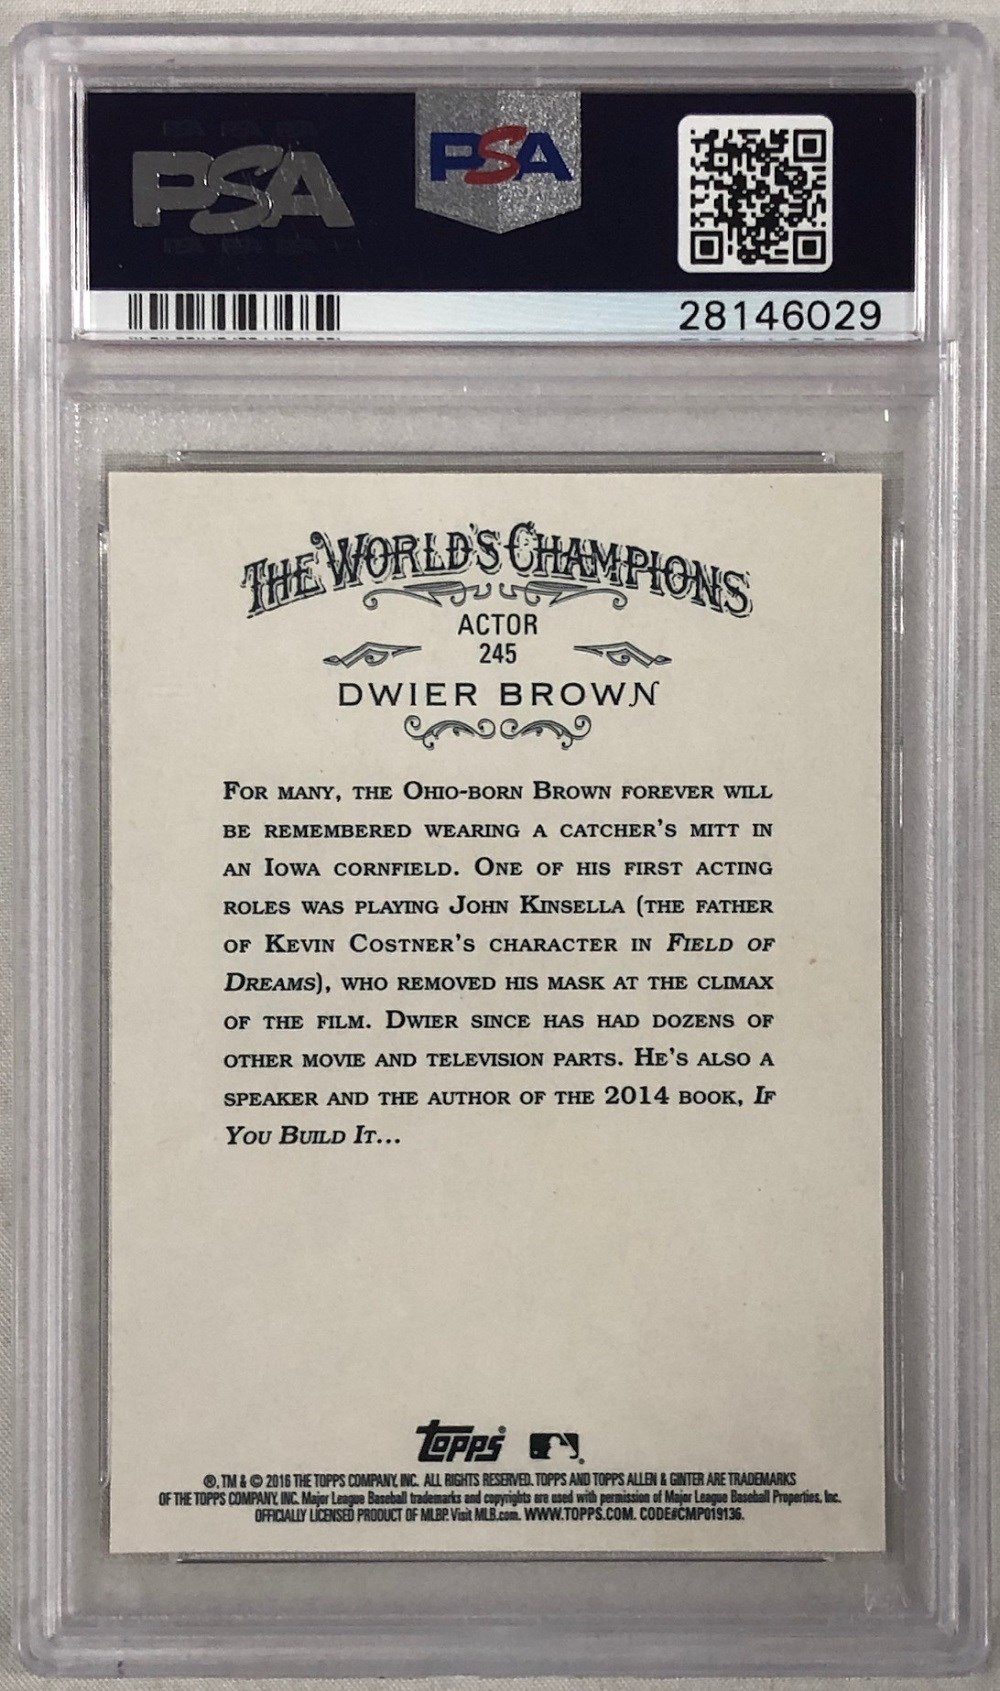 PSA
PSA
28146029
THE WORLD'S CHAMPIONS
ACTOR
245
DWIER BROWN
FOR MANY, THE OHIO-BORN BROWN FOREVER WILL
BE REMEMBERED WEARING A CATCHER'S MITT IN
AN IOWA CORNFIELD. ONE OF HIS FIRST ACTING
ROLES WAS PLAYING JOHN KINSELLA (THE FATHER
OF KEVIN COSTNER'S CHARACTER IN FIELD OF
DREAMS), WHO REMOVED HIS MASK AT THE CLIMAX
OF THE FILM. DWIER SINCE HAS HAD DOZENS OF
OTHER MOVIE AND TELEVISION PARTS. HE'S ALSO A
SPEAKER AND THE AUTHOR OF THE 2014 BOOK, IF
YOU BUILD IT...
Topps®
®, TM & © 2016 THE TOPPS COMPANY, INC. ALL RIGHTS RESERVED. TOPPS AND TOPPS ALLEN & GINTER ARE TRADEMARKS
OF THE TOPPS COMPANY, INC. Major League Baseball trademarks and copyrights are used with permission of Major League Baseball Properties, Inc.
OFFICIALLY LICENSED PRODUCT OF MLBP. Visit MLB.com. WWW.TOPPS.COM. CODE#CMP019136.